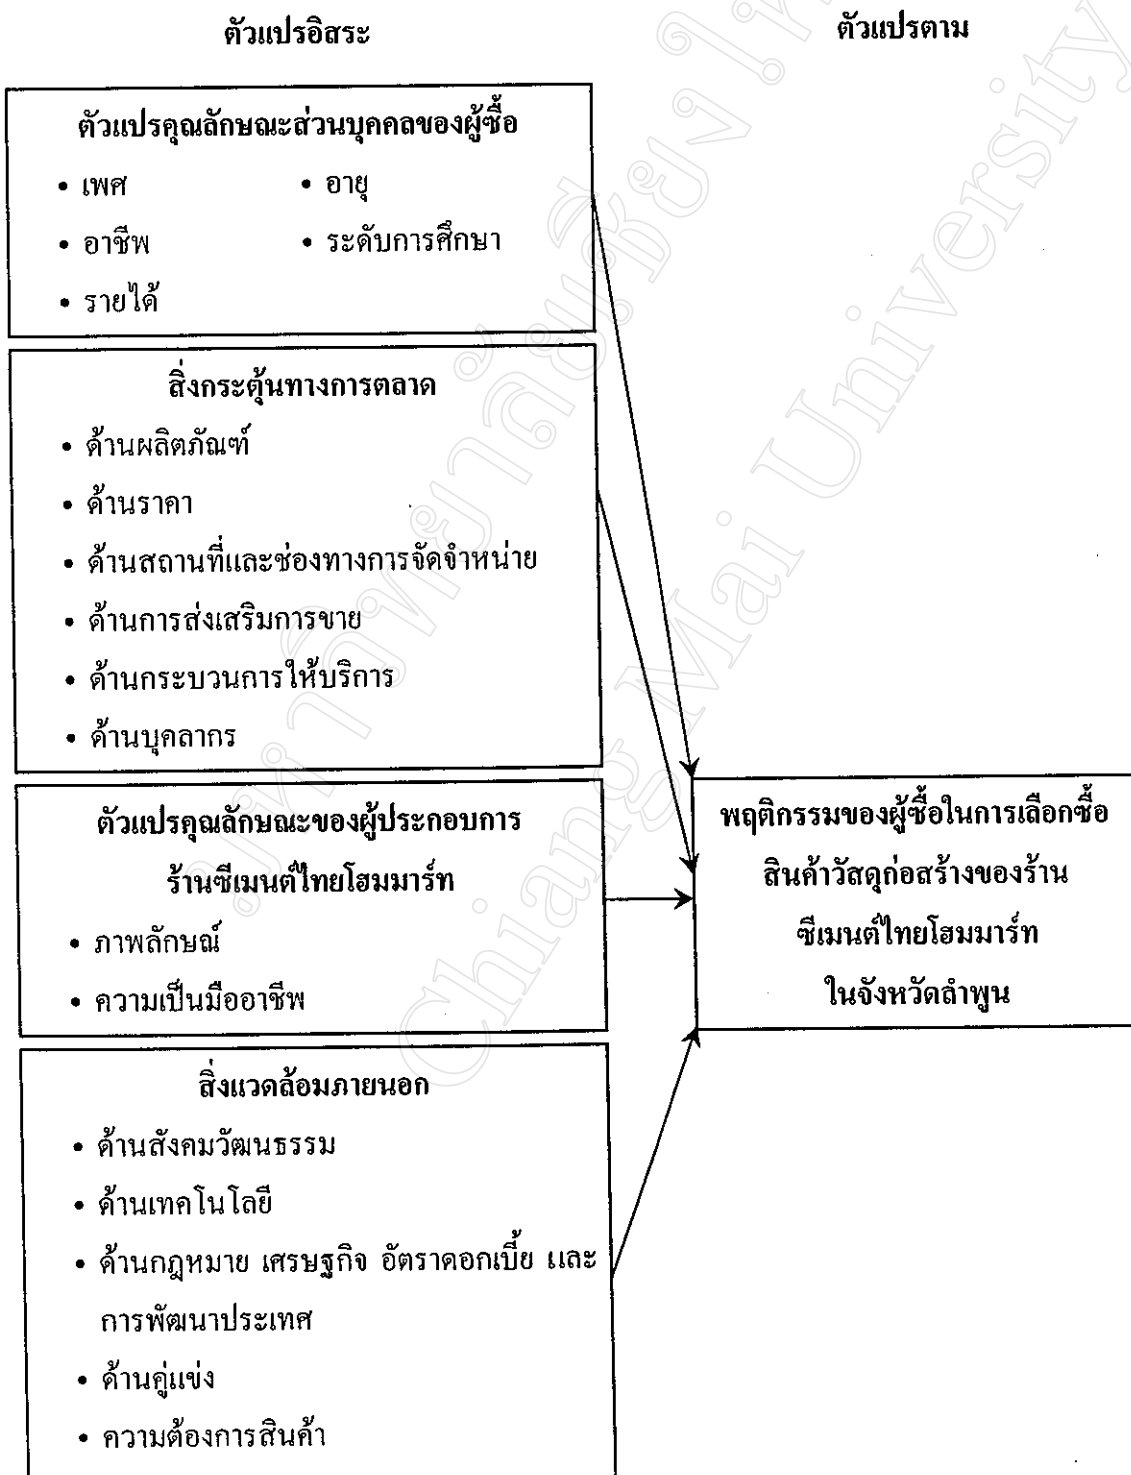 ตัวแปรอิสระ
ตัวแปรตาม
ตัวแปรคุณลักษณะส่วนบุคคลของผู้ซื้อ
• เพศ • อายุ
• อาชีพ • ระดับการศึกษา
• รายได้
สิ่งกระตุ้นทางการตลาด
• ด้านผลิตภัณฑ์
• ด้านราคา
• ด้านสถานที่และช่องทางการจัดจำหน่าย
• ด้านการส่งเสริมการขาย
• ด้านกระบวนการให้บริการ
• ด้านบุคลากร
ตัวแปรคุณลักษณะของผู้ประกอบการ
ร้านซีเมนต์ไทยโฮมมาร์ท
• ภาพลักษณ์
• ความเป็นมืออาชีพ
สิ่งแวดล้อมภายนอก
• ด้านสังคมวัฒนธรรม
• ด้านเทคโนโลยี
• ด้านกฎหมาย เศรษฐกิจ อัตราดอกเบี้ย และ
การพัฒนาประเทศ
• ด้านคู่แข่ง
• ความต้องการสินค้า
พฤติกรรมของผู้ซื้อในการเลือกซื้อ
สินค้าวัสดุก่อสร้างของร้าน
ซีเมนต์ไทยโฮมมาร์ท
ในจังหวัดลำพูน
มหาวิทยาลัยเชียงให
Chiang Mai University